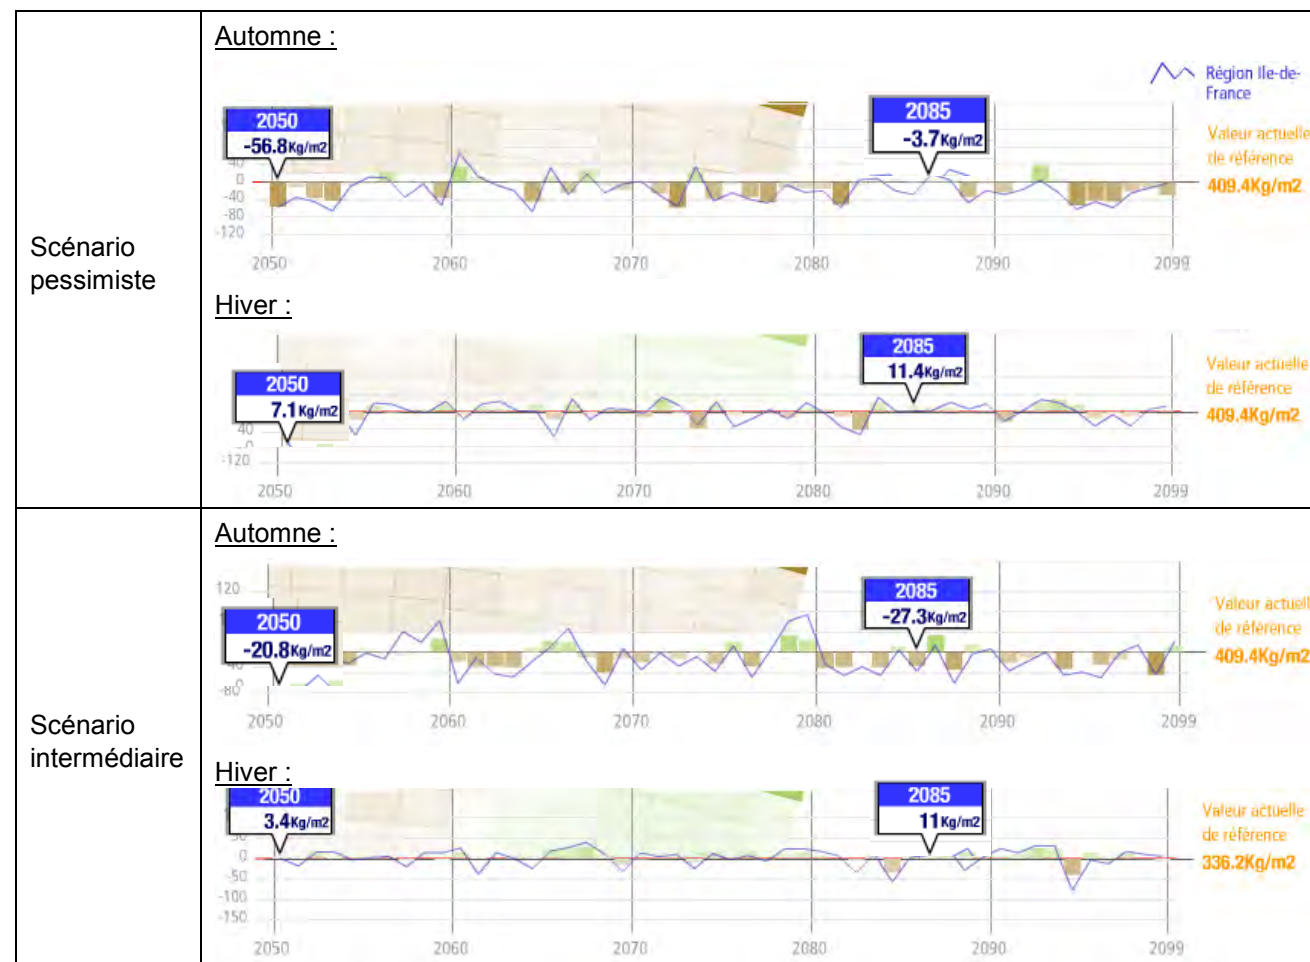 Scénario
pessimiste
Automne :
2050
-56.8Kg/m2
2085
-3.7Kg/m2
Région Ile-de-
France
Valeur actuelle
de référence
409.4Kg/m2
40
0
-40
-80
-120
2050 2060 2070 2080 2090 2099
Hiver :
2050
7.1Kg/m2
2085
11.4Kg/m2
Valeur actuelle
de référence
409.4Kg/m2
40
-120
2050 2060 2070 2080 2090 2099
Scénario
intermédiaire
Automne :
120
2050
-20.8Kg/m2
2085
-27.3Kg/m2
Valeur actuell
de référence
409.4Kg/m2
-80
2050 2060 2070 2080 2090 2099
Hiver :
2050
3.4Kg/m2
2085
11Kg/m2
Valeur actuelle
de référence
336.2Kg/m2
0
-50
-100
-150
2050 2060 2070 2080 2090 2099